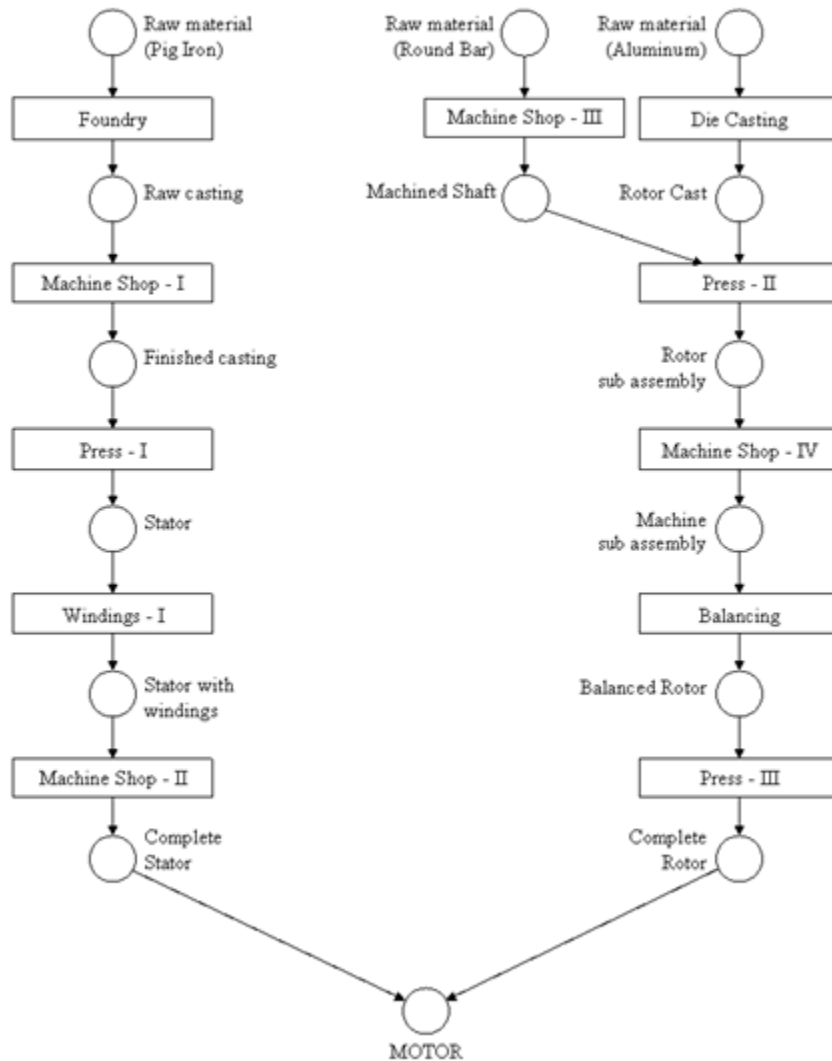 Raw material
(Pig Iron)
Raw material
(Round Bar)
Raw material
(Aluminum)
Foundry
Machine Shop - III
Die Casting
Raw casting
Machined Shaft
Rotor Cast
Machine Shop - I
Press - II
Finished casting
Rotor
sub assembly
Press - I
Machine Shop - IV
Stator
Machine
sub assembly
Windings - I
Balancing
Stator with
windings
Balanced Rotor
Machine Shop - II
Press - III
Complete
Stator
Complete
Rotor
MOTOR